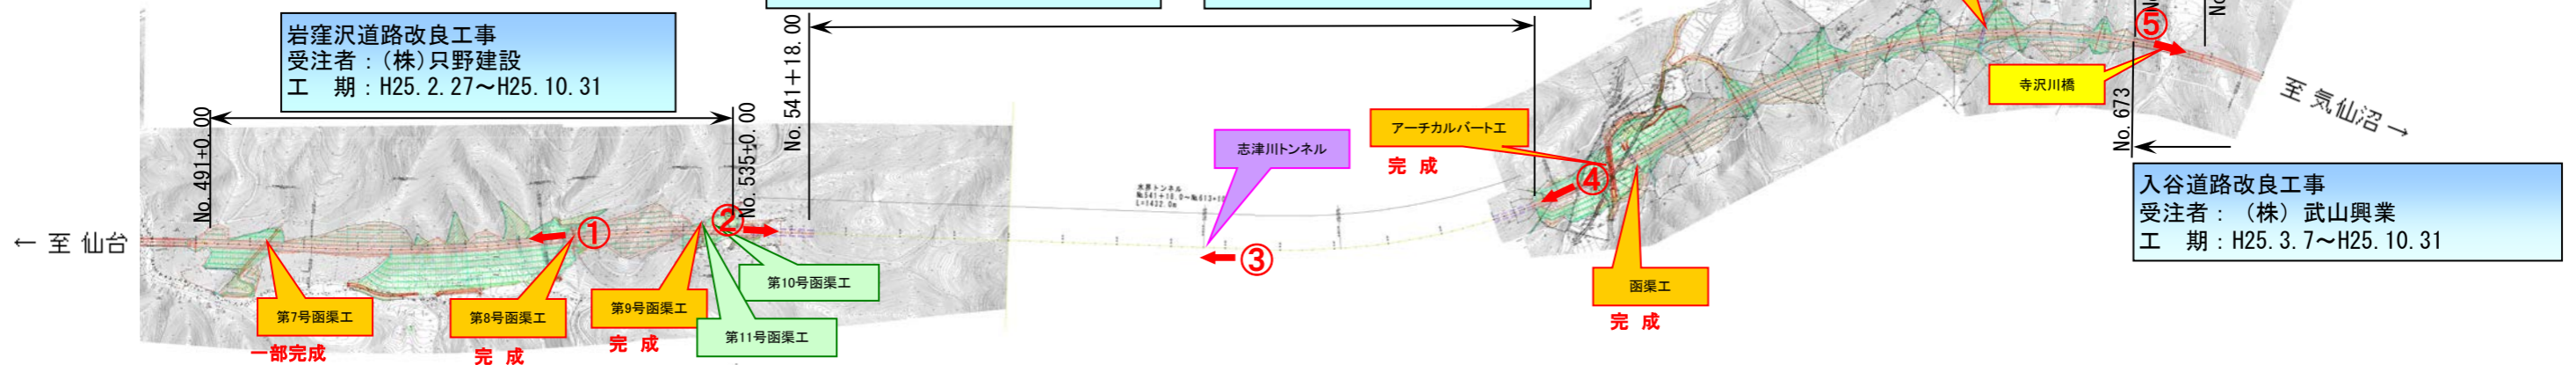 岩窪沢道路改良工事
受注者：(株)只野建設
工　期：H25.2.27～H25.10.31
No.491+0.00
No.535+0.00
No.541+18.00
← 至 仙台
①
②
③
④
⑤
第7号函渠工
一部完成
第8号函渠工
完 成
第9号函渠工
完 成
第10号函渠工
第11号函渠工
志津川トンネル
L=1432.0m
アーチカルバート工
完 成
函渠工
完 成
寺沢川橋
No.673
No
至 気仙沼 →
入谷道路改良工事
受注者：（株）武山興業
工　期：H25.3.7～H25.10.31